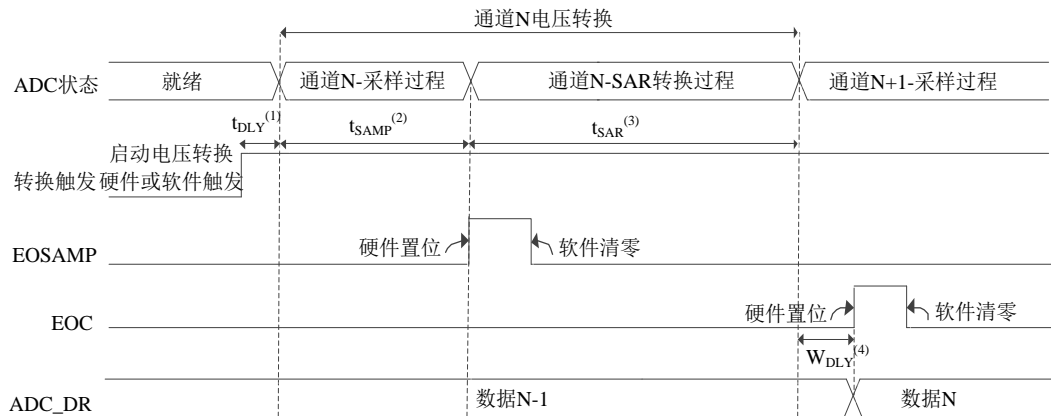 通道N电压转换
ADC状态
就绪
通道N-采样过程
通道N-SAR转换过程
通道N+1-采样过程
tDLY(1)
tSAMP(2)
tSAR(3)
启动电压转换
转换触发
硬件或软件触发
EOSAMP
硬件置位
软件清零
EOC
硬件置位
软件清零
WDLY(4)
ADC_DR
数据N-1
数据N